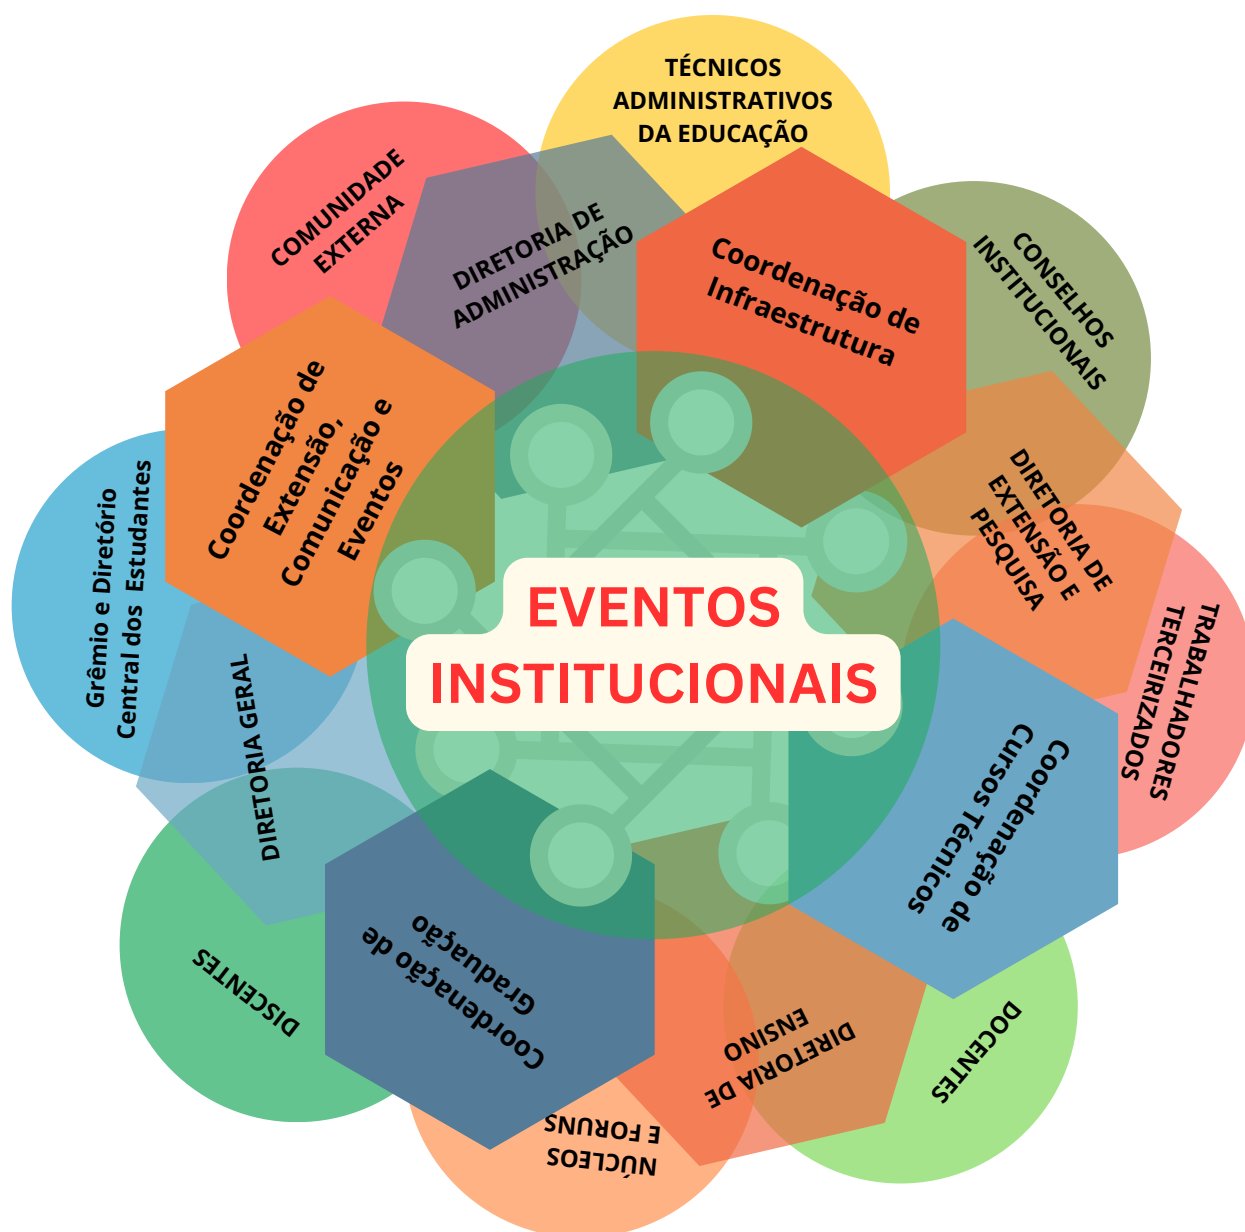 TÉCNICOS
ADMINISTRATIVOS
DA EDUCAÇÃO
COMUNIDADE
EXTERNA
DIRETORIA DE
ADMINISTRAÇÃO
Coordenação de
Infraestrutura
CONSELHOS
INSTITUCIONAIS
Coordenação de
Extensão,
Comunicação e
Eventos
DIRETORIA DE
EXTENSÃO E
PESQUISA
Grêmio e Diretório
Central dos Estudantes
EVENTOS
INSTITUCIONAIS
TRABALHADORES
TERCEIRIZADOS
DIRETORIA GERAL
Coordenação de
Cursos Técnicos
DISCENTES
Coordenação de
Graduação
DIRETORIA DE
ENSINO
DOCENTES
NÚCLEOS
E FORUNS